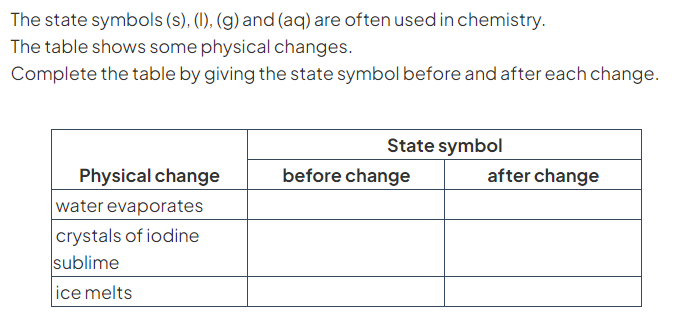 The state symbols (s), (l), (g) and (aq) are often used in chemistry.
The table shows some physical changes.
Complete the table by giving the state symbol before and after each change.
State symbol
Physical change before change after change
water evaporates
crystals of iodine
sublime
ice melts